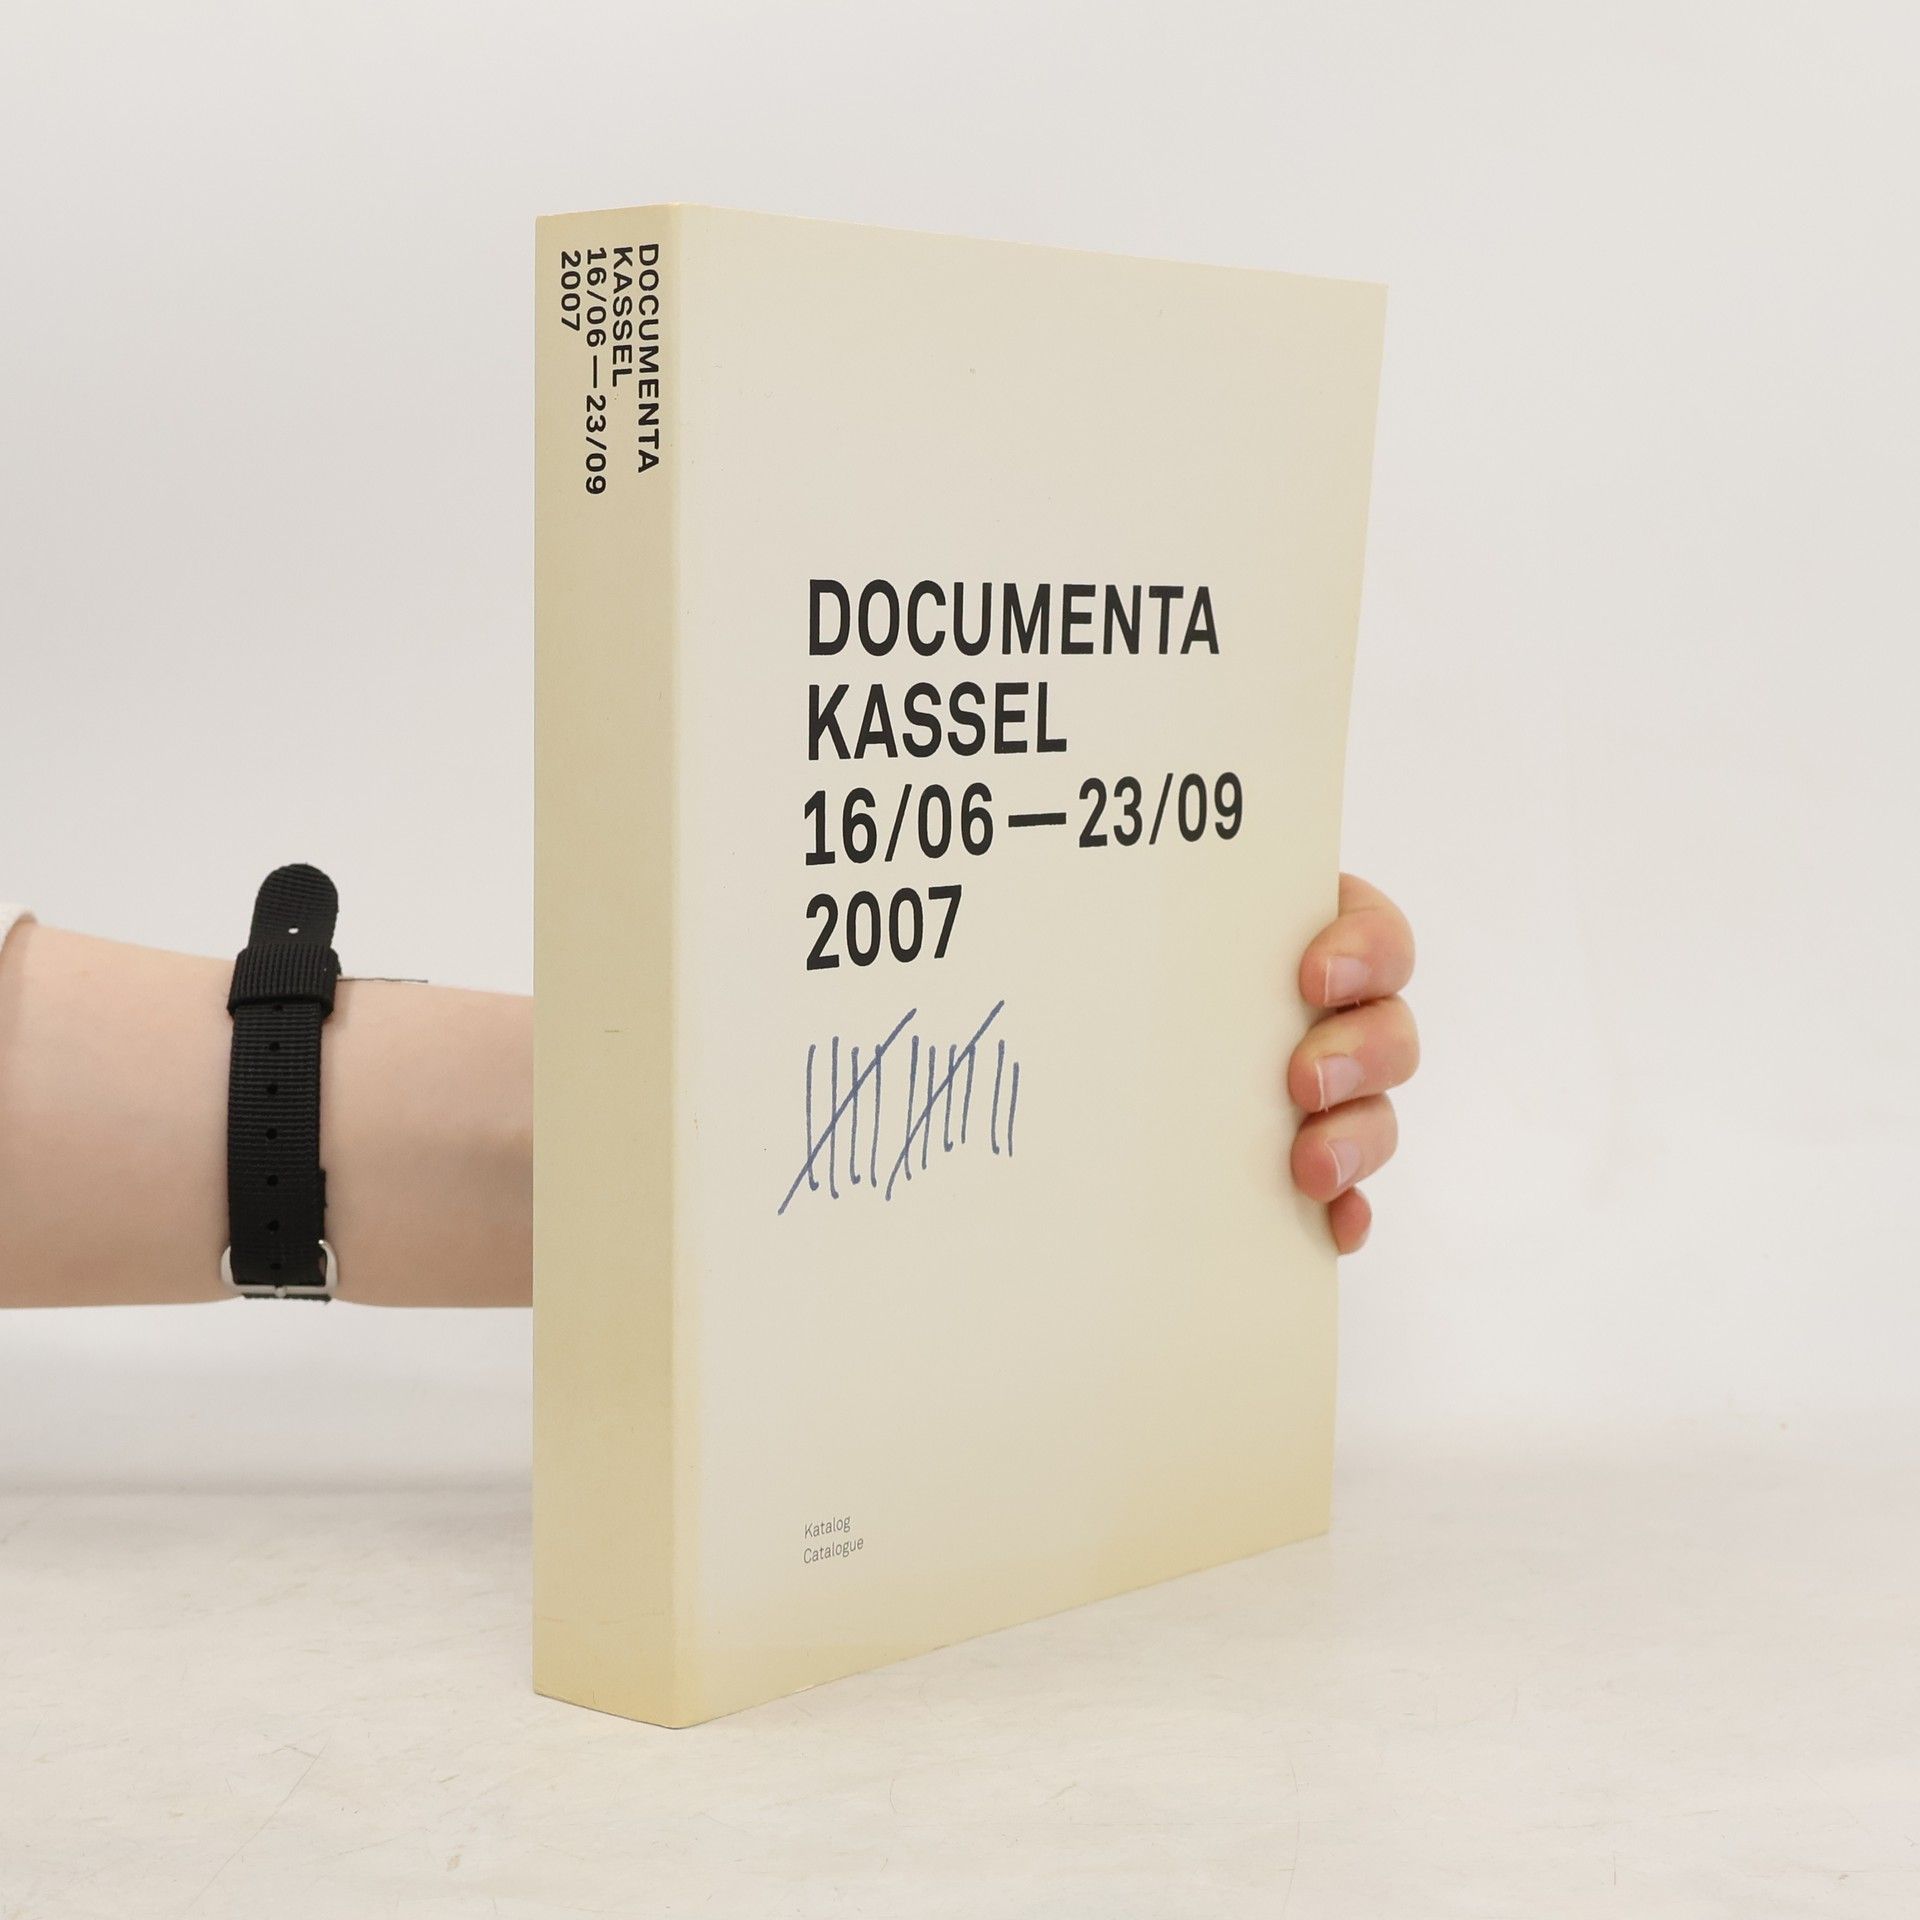 DOCUMENTA
KASSEL
16/06—23/09
2007
DOCUMENTA
KASSEL
16/06—23/09
2007
Katalog
Catalogue